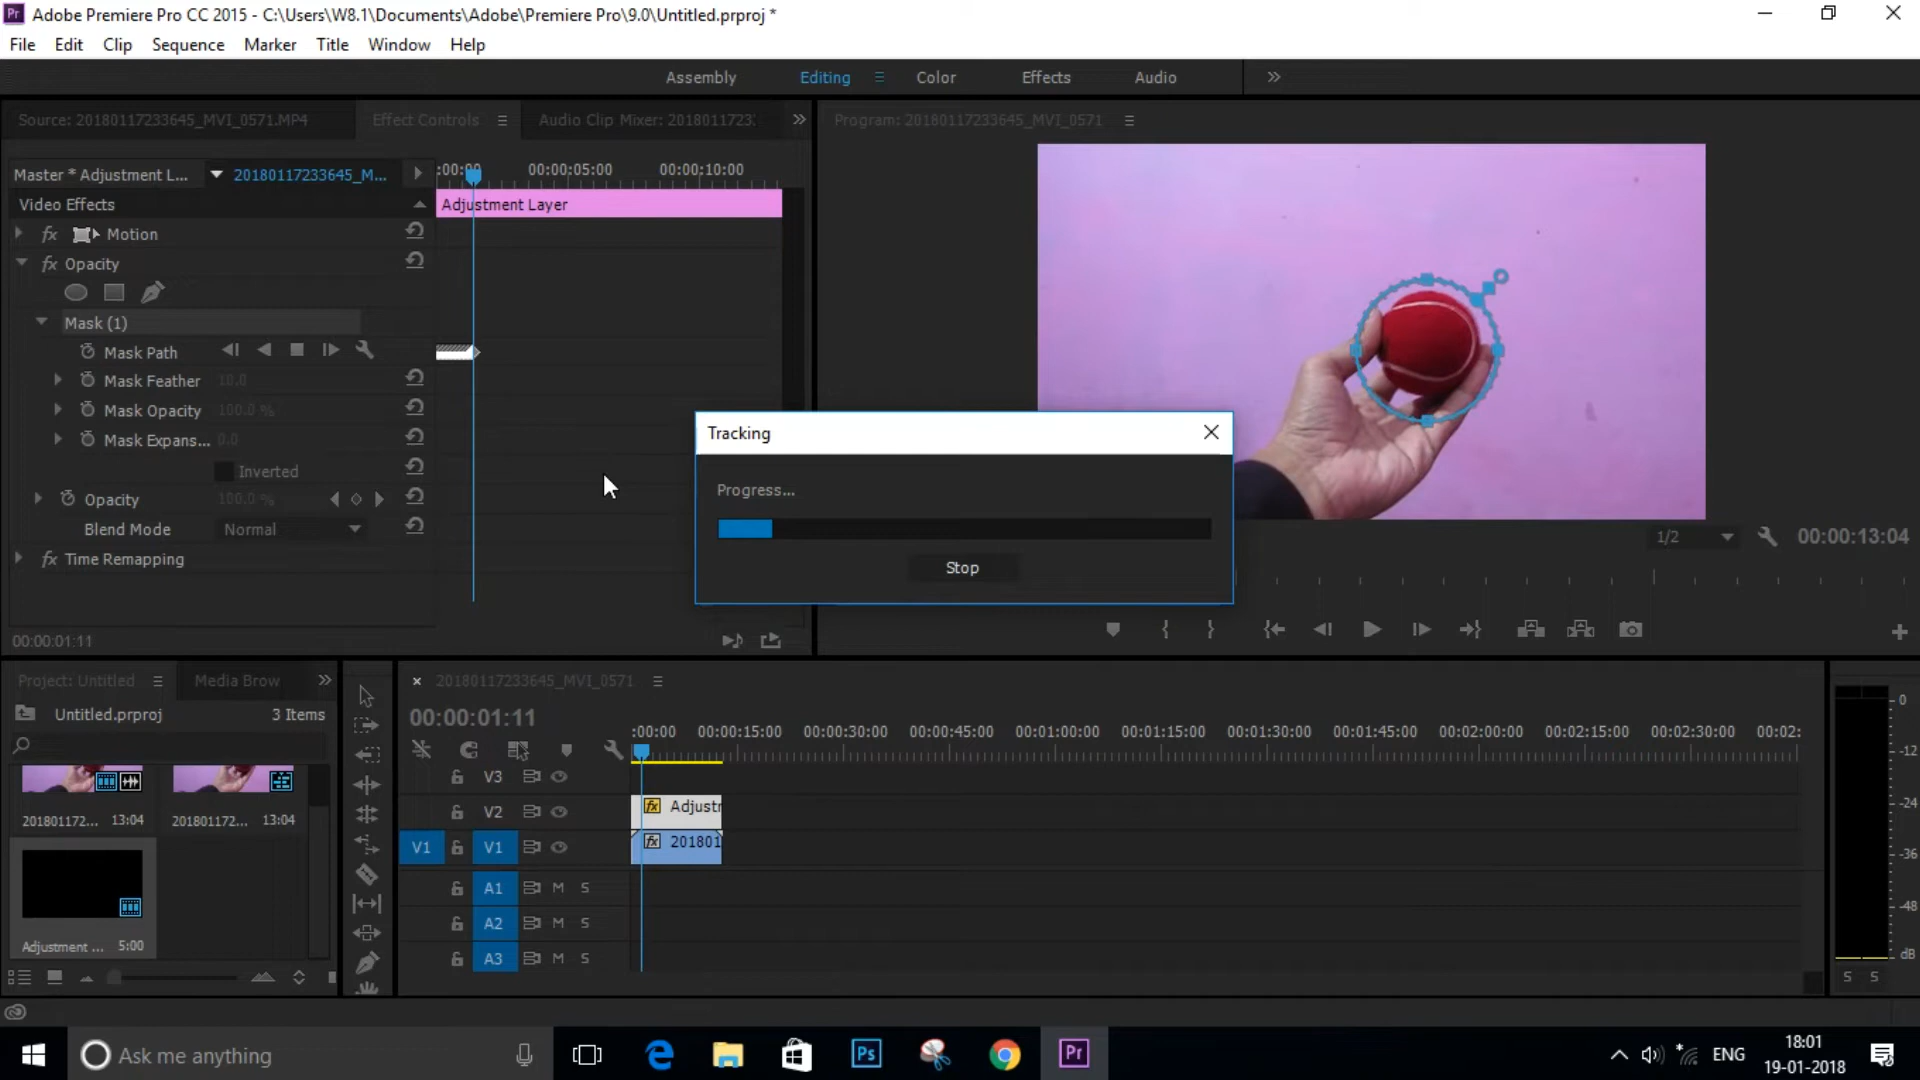 Pr Adobe Premiere Pro CC 2015 - C:\Users\W8.1\Documents\Adobe\Premiere Pro\9.0\Untitled.prproj *
File Edit Clip Sequence Marker Title Window Help
Assembly Editing Color Effects Audio
Source: 20180117233645_MVI_0571.MP4 Effect Controls Audio Clip Mixer: 2018011723:
Program: 20180117233645_MVI_0571
Master * Adjustment L... 20180117233645_M...
:00:00 00:00:05:00 00:00:10:00
Video Effects
Adjustment Layer
fx Motion
fx Opacity
Mask (1)
Mask Path
Mask Feather 10.0
Mask Opacity 100.0 %
Mask Expans... 0.0
Inverted
Opacity 100.0 %
Blend Mode Normal
fx Time Remapping
00:00:01:11
Tracking
Progress...
Stop
1/2 00:00:13:04
Project: Untitled Media Brow
Untitled.prproj 3 Items
201801172... 13:04 201801172... 13:04
Adjustment ... 5:00
20180117233645_MVI_0571
00:00:01:11
:00:00 00:00:15:00 00:00:30:00 00:00:45:00 00:01:00:00 00:01:15:00 00:01:30:00 00:01:45:00 00:02:00:00 00:02:15:00 00:02:30:00 00:02:
V3
V2 fx Adjustr
V1 V1 fx 201801
A1 M S
A2 M S
A3 M S
0
-12
-24
-36
-48
dB
S S
Ask me anything
Ps Pr
ENG
18:01
19-01-2018